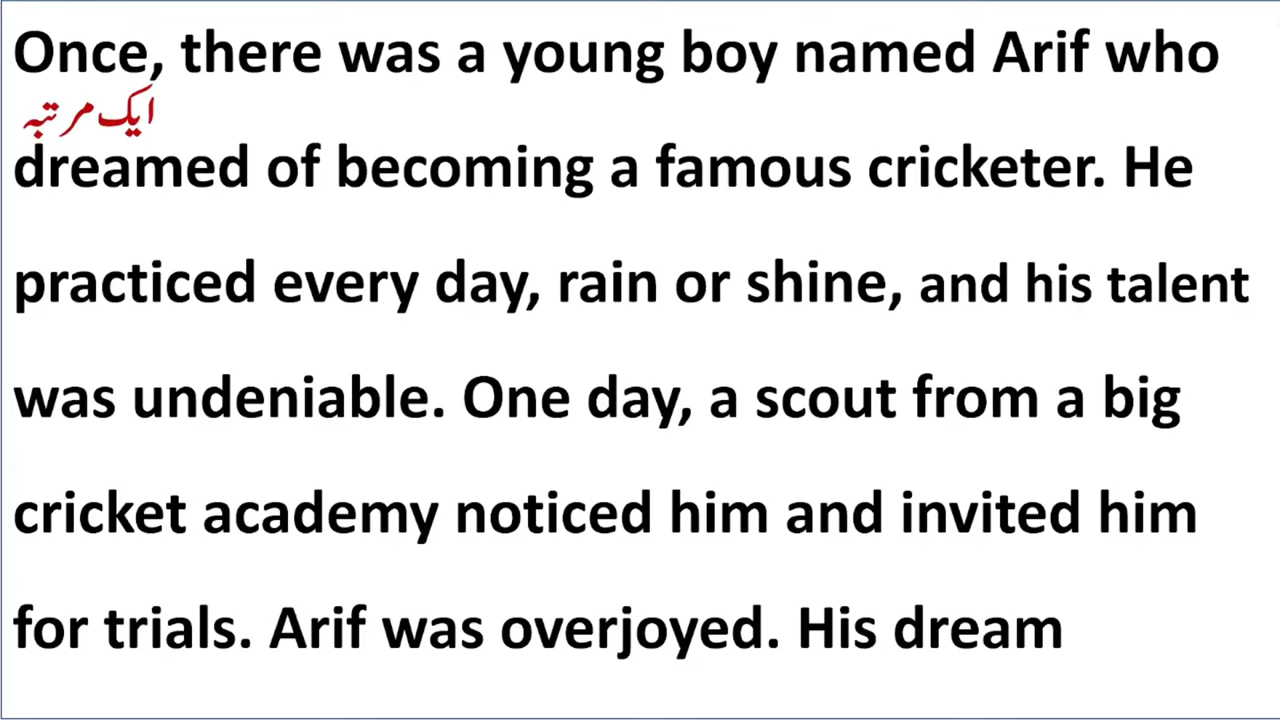 Once, there was a young boy named Arif who
ایک مرتبہ
dreamed of becoming a famous cricketer. He
practiced every day, rain or shine, and his talent
was undeniable. One day, a scout from a big
cricket academy noticed him and invited him
for trials. Arif was overjoyed. His dream